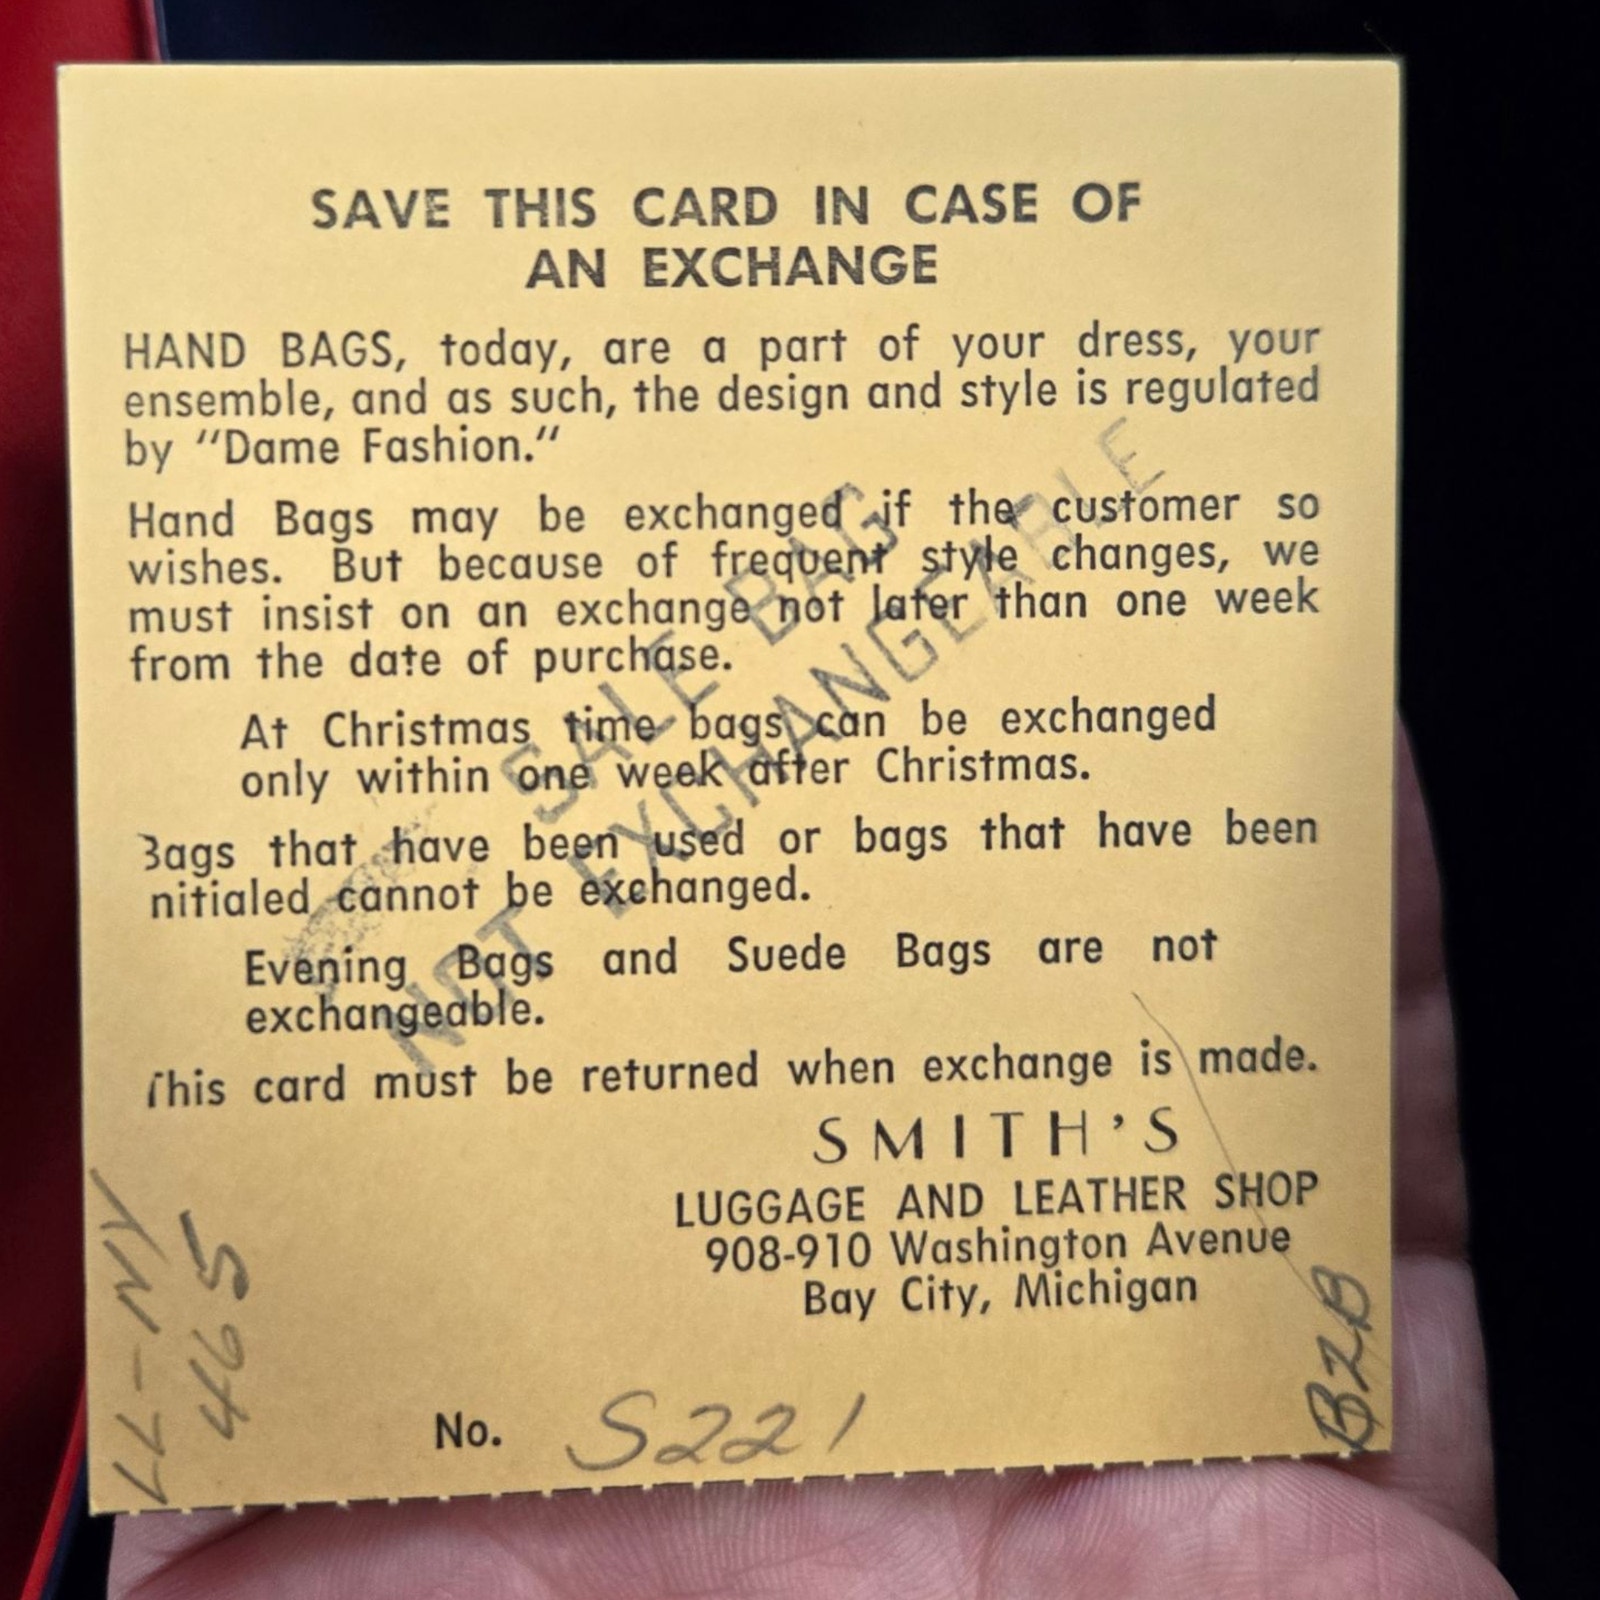 SAVE THIS CARD IN CASE OF
AN EXCHANGE
HAND BAGS, today, are a part of your dress, your
ensemble, and as such, the design and style is regulated
by "Dame Fashion."
Hand Bags may be exchanged if the customer so
wishes. But because of frequent style changes, we
must insist on an exchange not later than one week
from the date of purchase.
At Christmas time bags can be exchanged
only within one week after Christmas.
Bags that have been used or bags that have been
nitialed cannot be exchanged.
Evening Bags and Suede Bags are not
exchangeable.
This card must be returned when exchange is made.
SALE BAG
NOT EXCHANGEABLE
SMITH'S
LUGGAGE AND LEATHER SHOP
908-910 Washington Avenue
Bay City, Michigan
No. S221
LL-NY
465
B2B